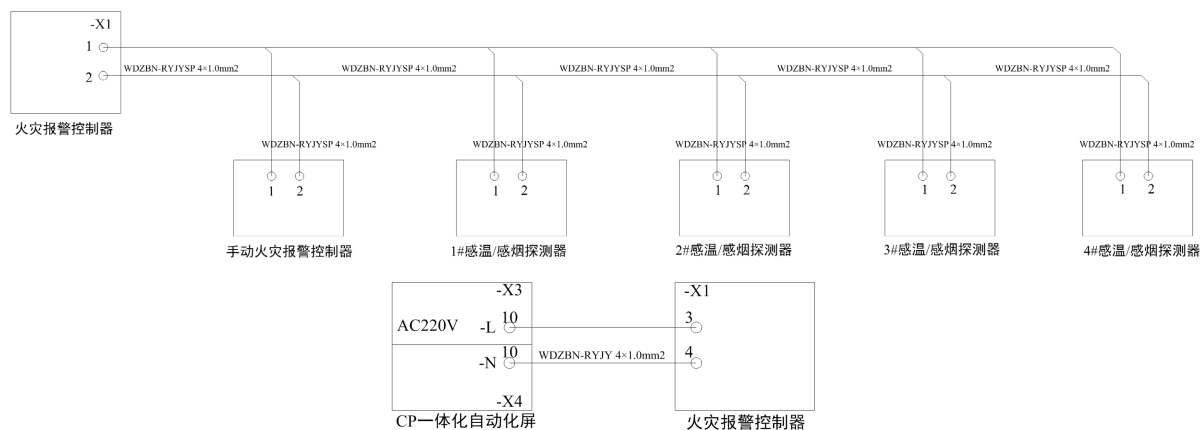 -X1
1
2
WDZBN-RYJYSP 4×1.0mm2
WDZBN-RYJYSP 4×1.0mm2
WDZBN-RYJYSP 4×1.0mm2
WDZBN-RYJYSP 4×1.0mm2
WDZBN-RYJYSP 4×1.0mm2
火灾报警控制器
WDZBN-RYJYSP 4×1.0mm2
WDZBN-RYJYSP 4×1.0mm2
WDZBN-RYJYSP 4×1.0mm2
WDZBN-RYJYSP 4×1.0mm2
WDZBN-RYJYSP 4×1.0mm2
1 2
1 2
1 2
1 2
1 2
手动火灾报警控制器
1#感温/感烟探测器
2#感温/感烟探测器
3#感温/感烟探测器
4#感温/感烟探测器
-X3
-X1
AC220V
-L
10
3
-N
10
WDZBN-RYJY 4×1.0mm2
4
-X4
CP一体化自动化屏
火灾报警控制器